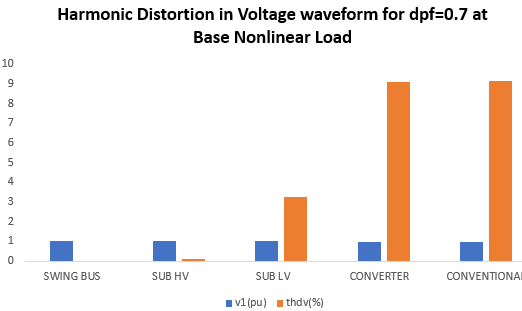 Harmonic Distortion in Voltage waveform for dpf=0.7 at
Base Nonlinear Load
10
9
8
7
6
5
4
3
2
1
0
SWING BUS SUB HV SUB LV CONVERTER CONVENTIONAL
v1(pu) thdv(%)